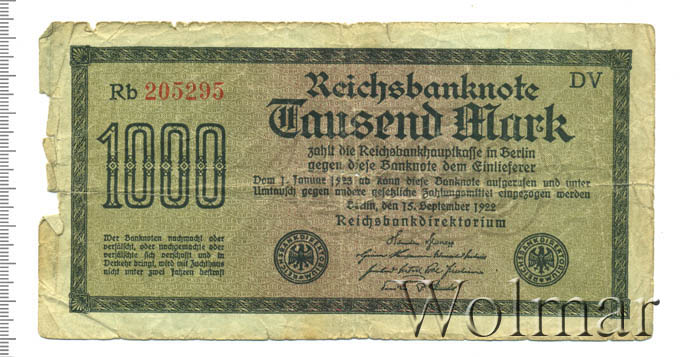 Rb 205295
Reichsbanknote
DV
1000
Tausend Mark
zahlt die Reichsbankhauptkasse in Berlin
gegen diese Banknote dem Einlieferer
Vom 1. Januar 1923 ab kann diese Banknote aufgerufen und unter
Umtausch gegen andere gesetzliche Zahlungsmittel eingezogen werden
Berlin, den 15. September 1922
Reichsbankdirektorium
Wer Banknoten nachmacht oder
verfälscht, oder nachgemachte oder
verfälschte sich verschafft und in
Verkehr bringt, wird mit Zuchthaus
nicht unter zwei Jahren bestraft
Wolmar